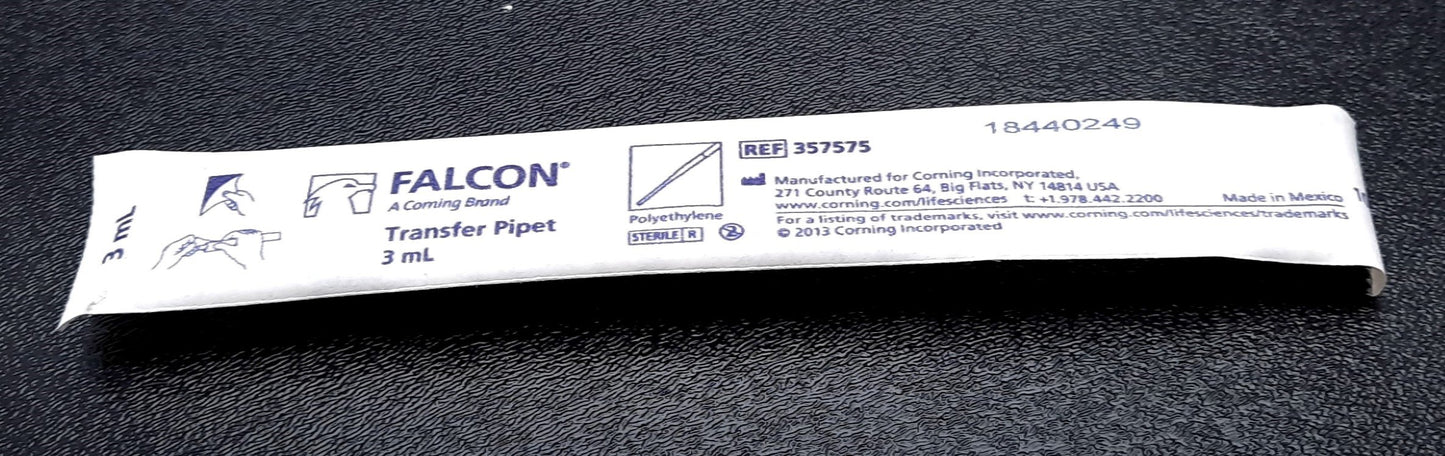 3 mL
FALCON®
A Corning Brand
Transfer Pipet
3 mL
Polyethylene
STERILE R
2
REF 357575
18440249
Manufactured for Corning Incorporated,
271 County Route 64, Big Flats, NY 14814 USA
www.corning.com/lifesciences t: +1.978.442.2200 Made in Mexico
For a listing of trademarks, visit www.corning.com/lifesciences/trademarks
© 2013 Corning Incorporated